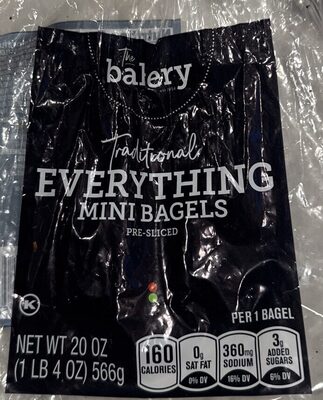 The
balery
Traditional
EVERYTHING
MINI BAGELS
PRE-SLICED
K
PER 1 BAGEL
NET WT 20 OZ
(1 LB 4 OZ) 566g
160
CALORIES
0g
SAT FAT
0% DV
360mg
SODIUM
16% DV
3g
ADDED
SUGARS
6% DV